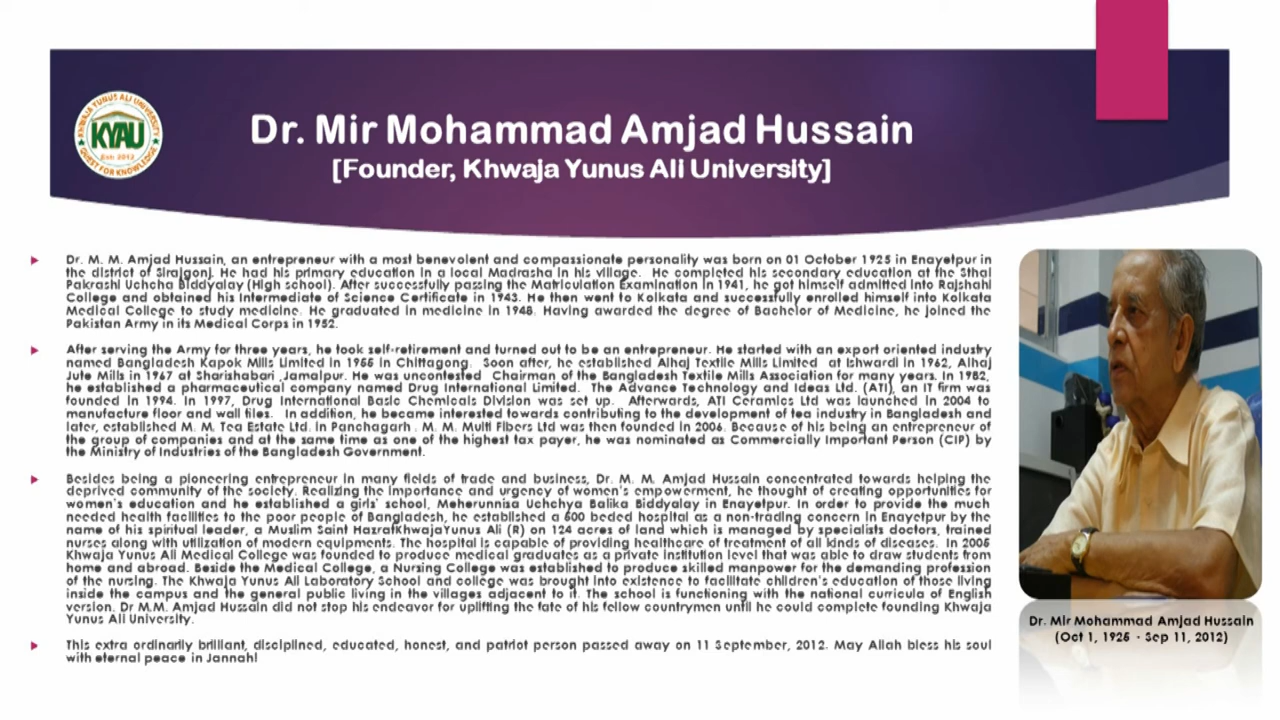 KHWAJA YUNUS ALI UNIVERSITY
KYAU
Estd: 2012
QUEST FOR KNOWLEDGE
Dr. Mir Mohammad Amjad Hussain
[Founder, Khwaja Yunus Ali University]
Dr. M. M. Amjad Hussain, an entrepreneur with a most benevolent and compassionate personality was born on 01 October 1925 in Enayetpur in
the district of Sirajgonj. He had his primary education in a local Madrasha in his village. He completed his secondary education at the Sthal
Pakrashi Uchcha Biddyalay (High school). After successfully passing the Matriculation Examination in 1941, he got himself admitted into Rajshahi
College and obtained his Intermediate of Science Certificate in 1943. He then went to Kolkata and successfully enrolled himself into Kolkata
Medical College to study medicine. He graduated in medicine in 1948. Having awarded the degree of Bachelor of Medicine, he joined the
Pakistan Army in its Medical Corps in 1952.
After serving the Army for three years, he took self-retirement and turned out to be an entrepreneur. He started with an export oriented industry
named Bangladesh Kapok Mills Limited in 1956 in Chittagong. Soon after, he established Alhaj Textile Mills Limited at Ishwardi in 1962, Alhaj
Jute Mills in 1967 at Sharishabari ,Jamalpur. He was uncontested Chairman of the Bangladesh Textile Mills Association for many years. In 1982,
he established a pharmaceutical company named Drug International Limited. The Advance Technology and Ideas Ltd. (ATI), an IT firm was
founded in 1994. In 1997, Drug International Basic Chemicals Division was set up. Afterwards, ATI Ceramics Ltd was launched in 2004 to
manufacture floor and wall tiles. In addition, he became interested towards contributing to the development of tea industry in Bangladesh and
later, established M. M. Tea Estate Ltd. in Panchagarh . M. M. Multi Fibers Ltd was then founded in 2006. Because of his being an entrepreneur of
the group of companies and at the same time as one of the highest tax payer, he was nominated as Commercially Important Person (CIP) by
the Ministry of Industries of the Bangladesh Government.
Besides being a pioneering entrepreneur in many fields of trade and business, Dr. M. M. Amjad Hussain concentrated towards helping the
deprived community of the society. Realizing the importance and urgency of women's empowerment, he thought of creating opportunities for
women's education and he established a girls' school, Meherunnisa Uchchya Balika Biddyalay in Enayetpur. In order to provide the much
needed health facilities to the poor people of Bangladesh, he established a 500 beded hospital as a non-trading concern in Enayetpur by the
name of his spiritual leader, a Muslim Saint HazratKhwajaYunus Ali (R) on 124 acres of land which is managed by specialists doctors, trained
nurses along with utilization of modern equipments. The hospital is capable of providing healthcare of treatment of all kinds of diseases. In 2005
Khwaja Yunus Ali Medical College was founded to produce medical graduates as a private institution level that was able to draw students from
home and abroad. Beside the Medical College, a Nursing College was established to produce skilled manpower for the demanding profession
of the nursing. The Khwaja Yunus Ali Laboratory School and college was brought into existence to facilitate children's education of those living
inside the campus and the general public living in the villages adjacent to it. The school is functioning with the national curricula of English
version. Dr M.M. Amjad Hussain did not stop his endeavor for uplifting the fate of his fellow countrymen until he could complete founding Khwaja
Yunus Ali University.
This extra ordinarily brilliant, disciplined, educated, honest, and patriot person passed away on 11 September, 2012. May Allah bless his soul
with eternal peace in Jannah!
Dr. Mir Mohammad Amjad Hussain
(Oct 1, 1925 - Sep 11, 2012)